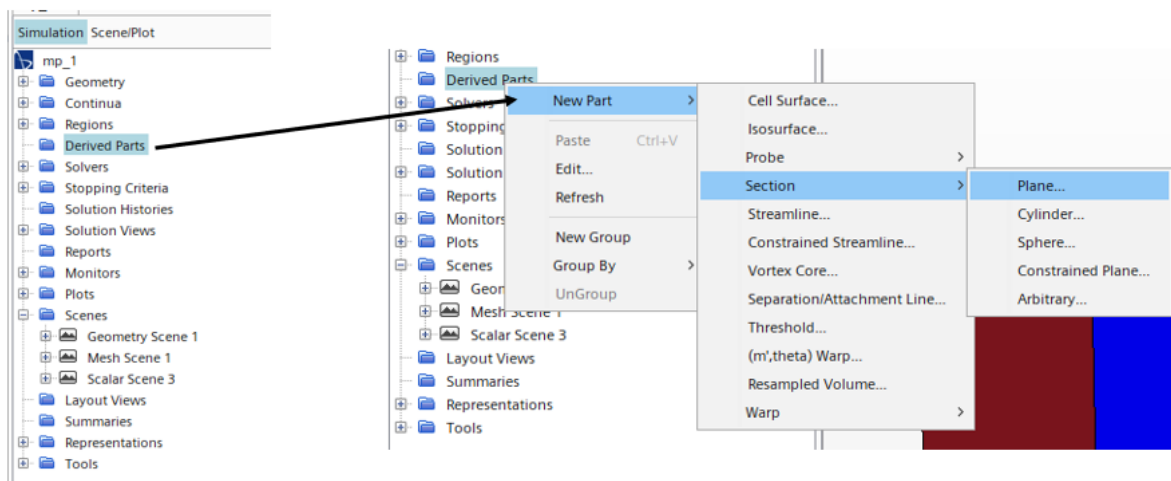 Simulation Scene/Plot
mp_1
Geometry
Continua
Regions
Derived Parts
Solvers
Stopping Criteria
Solution Histories
Solution Views
Reports
Monitors
Plots
Scenes
Geometry Scene 1
Mesh Scene 1
Scalar Scene 3
Layout Views
Summaries
Representations
Tools
Regions
Derived Parts
Solvers
Stopping
Solution
Solution
Reports
Monitors
Plots
Scenes
Geom
Mesh Scene 1
Scalar Scene 3
Layout Views
Summaries
Representations
Tools
New Part >
Paste Ctrl+V
Edit...
Refresh
New Group
Group By >
UnGroup
Cell Surface...
Isosurface...
Probe >
Section >
Streamline...
Constrained Streamline...
Vortex Core...
Separation/Attachment Line...
Threshold...
(m',theta) Warp...
Resampled Volume...
Warp >
Plane...
Cylinder...
Sphere...
Constrained Plane...
Arbitrary...